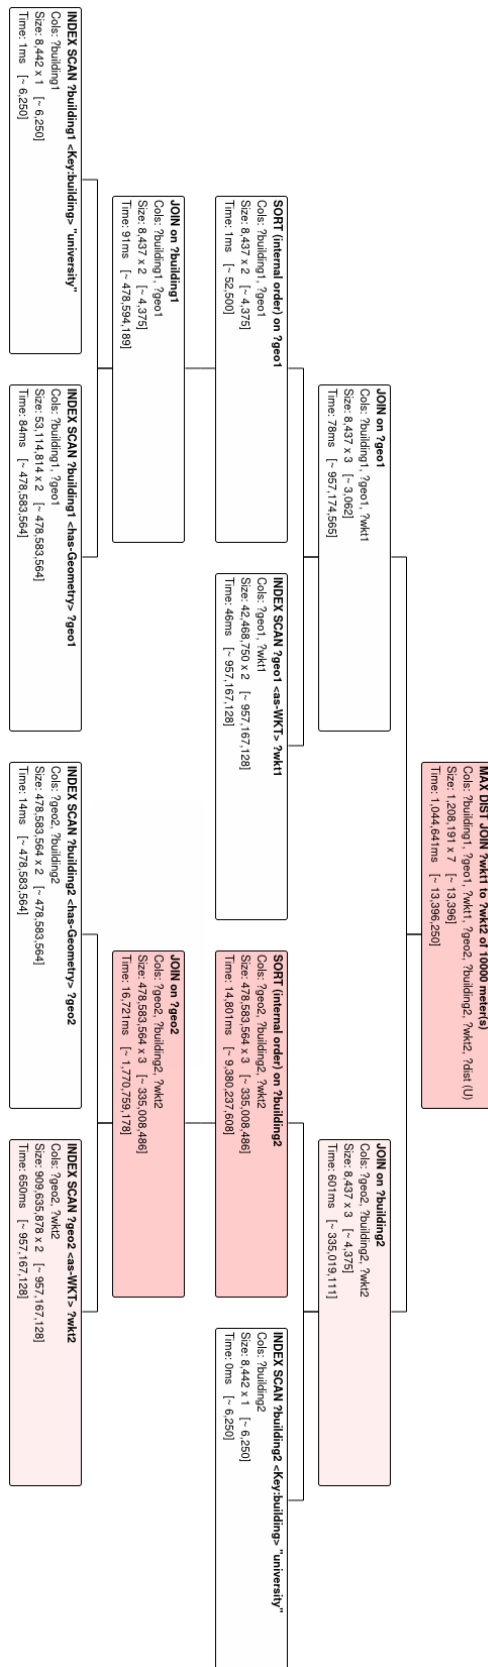 MAX DIST JOIN ?wkt1 to ?wkt2 of 10000 meter(s)
Cols: ?building1, ?geo1, ?wkt1, ?geo2, ?building2, ?wkt2, ?dist (U)
Size: 1,208,191 x 7 [~ 13,396]
Time: 1,044,641ms [~ 13,396,250]
JOIN on ?geo1
Cols: ?building1, ?geo1, ?wkt1
Size: 8,437 x 3 [~ 3,062]
Time: 78ms [~ 957,174,565]
JOIN on ?building2
Cols: ?geo2, ?building2, ?wkt2
Size: 8,437 x 3 [~ 4,375]
Time: 601ms [~ 335,019,111]
SORT (internal order) on ?geo1
Cols: ?building1, ?geo1
Size: 8,437 x 2 [~ 4,375]
Time: 1ms [~ 52,500]
INDEX SCAN ?geo1 <as-WKT> ?wkt1
Cols: ?geo1, ?wkt1
Size: 42,468,750 x 2 [~ 957,167,128]
Time: 46ms [~ 957,167,128]
SORT (internal order) on ?building2
Cols: ?geo2, ?building2, ?wkt2
Size: 478,583,564 x 3 [~ 335,008,486]
Time: 14,801ms [~ 9,380,237,608]
INDEX SCAN ?building2 <Key:building> "university"
Cols: ?building2
Size: 8,442 x 1 [~ 6,250]
Time: 0ms [~ 6,250]
JOIN on ?building1
Cols: ?building1, ?geo1
Size: 8,437 x 2 [~ 4,375]
Time: 91ms [~ 478,594,189]
JOIN on ?geo2
Cols: ?geo2, ?building2, ?wkt2
Size: 478,583,564 x 3 [~ 335,008,486]
Time: 16,721ms [~ 1,770,759,178]
INDEX SCAN ?building1 <Key:building> "university"
Cols: ?building1
Size: 8,442 x 1 [~ 6,250]
Time: 1ms [~ 6,250]
INDEX SCAN ?building1 <has-Geometry> ?geo1
Cols: ?building1, ?geo1
Size: 53,114,814 x 2 [~ 478,583,564]
Time: 84ms [~ 478,583,564]
INDEX SCAN ?building2 <has-Geometry> ?geo2
Cols: ?geo2, ?building2
Size: 478,583,564 x 2 [~ 478,583,564]
Time: 14ms [~ 478,583,564]
INDEX SCAN ?geo2 <as-WKT> ?wkt2
Cols: ?geo2, ?wkt2
Size: 909,635,878 x 2 [~ 957,167,128]
Time: 650ms [~ 957,167,128]